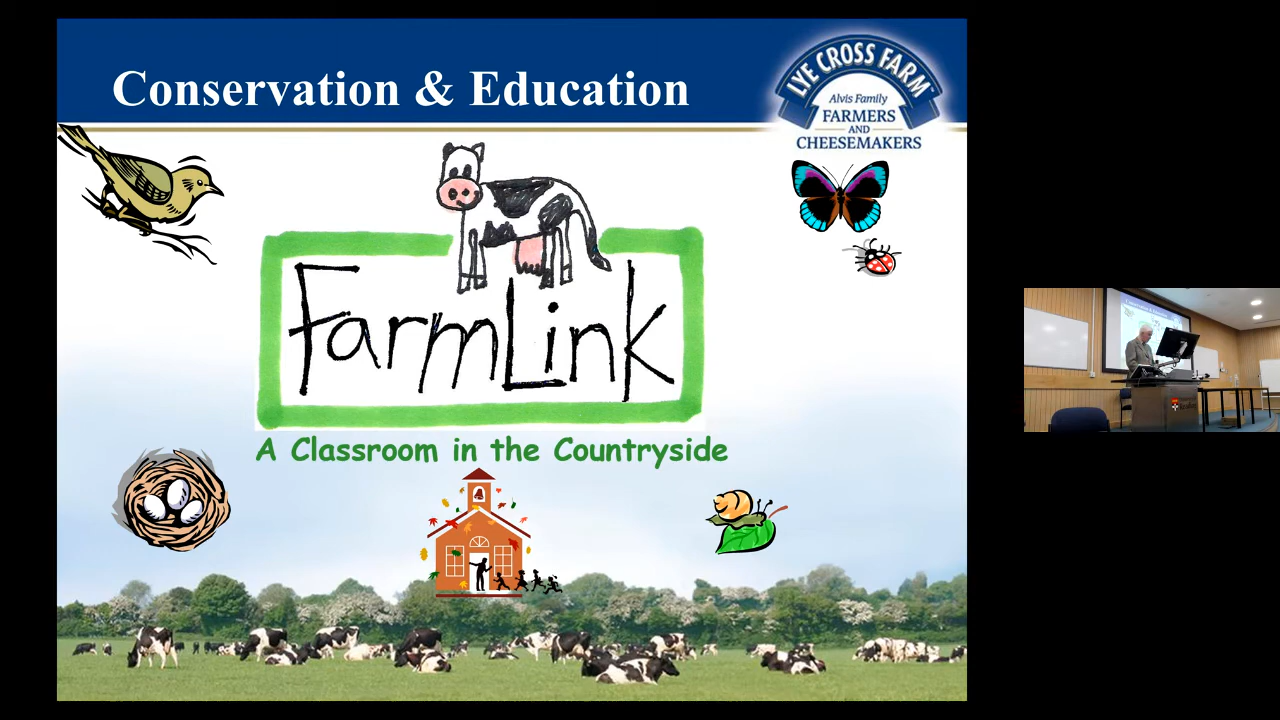 Conservation & Education
LYE CROSS FARM
Alvis Family
FARMERS
AND
CHEESEMAKERS
FarmLink
A Classroom in the Countryside